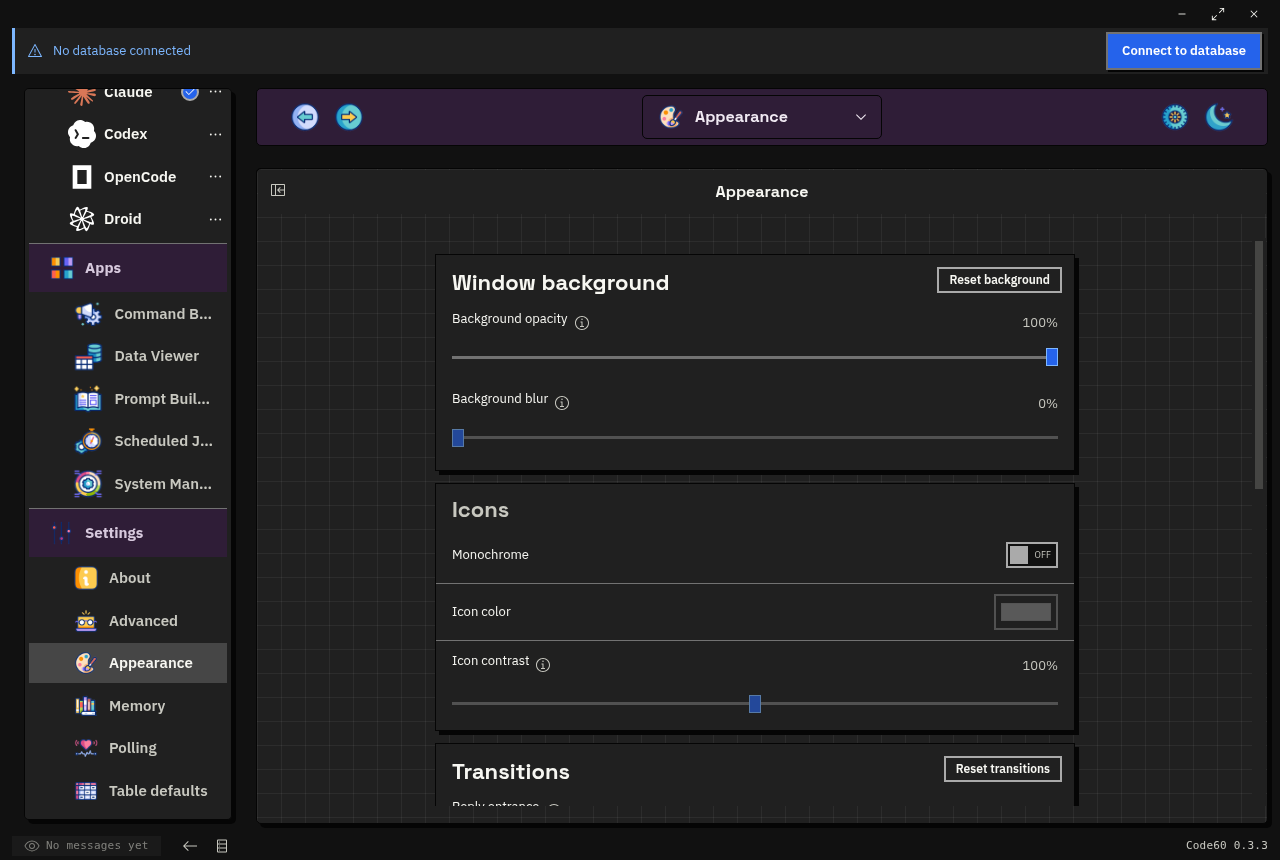 No database connected
Connect to database
Claude
Codex
OpenCode
Droid
Apps
Command B...
Data Viewer
Prompt Buil...
Scheduled J...
System Man...
Settings
About
Advanced
Appearance
Memory
Polling
Table defaults
Appearance
Appearance
Window background
Reset background
Background opacity
100%
Background blur
0%
Icons
Monochrome
OFF
Icon color
Icon contrast
100%
Transitions
Reset transitions
Reply entrance
No messages yet
Code60 0.3.3